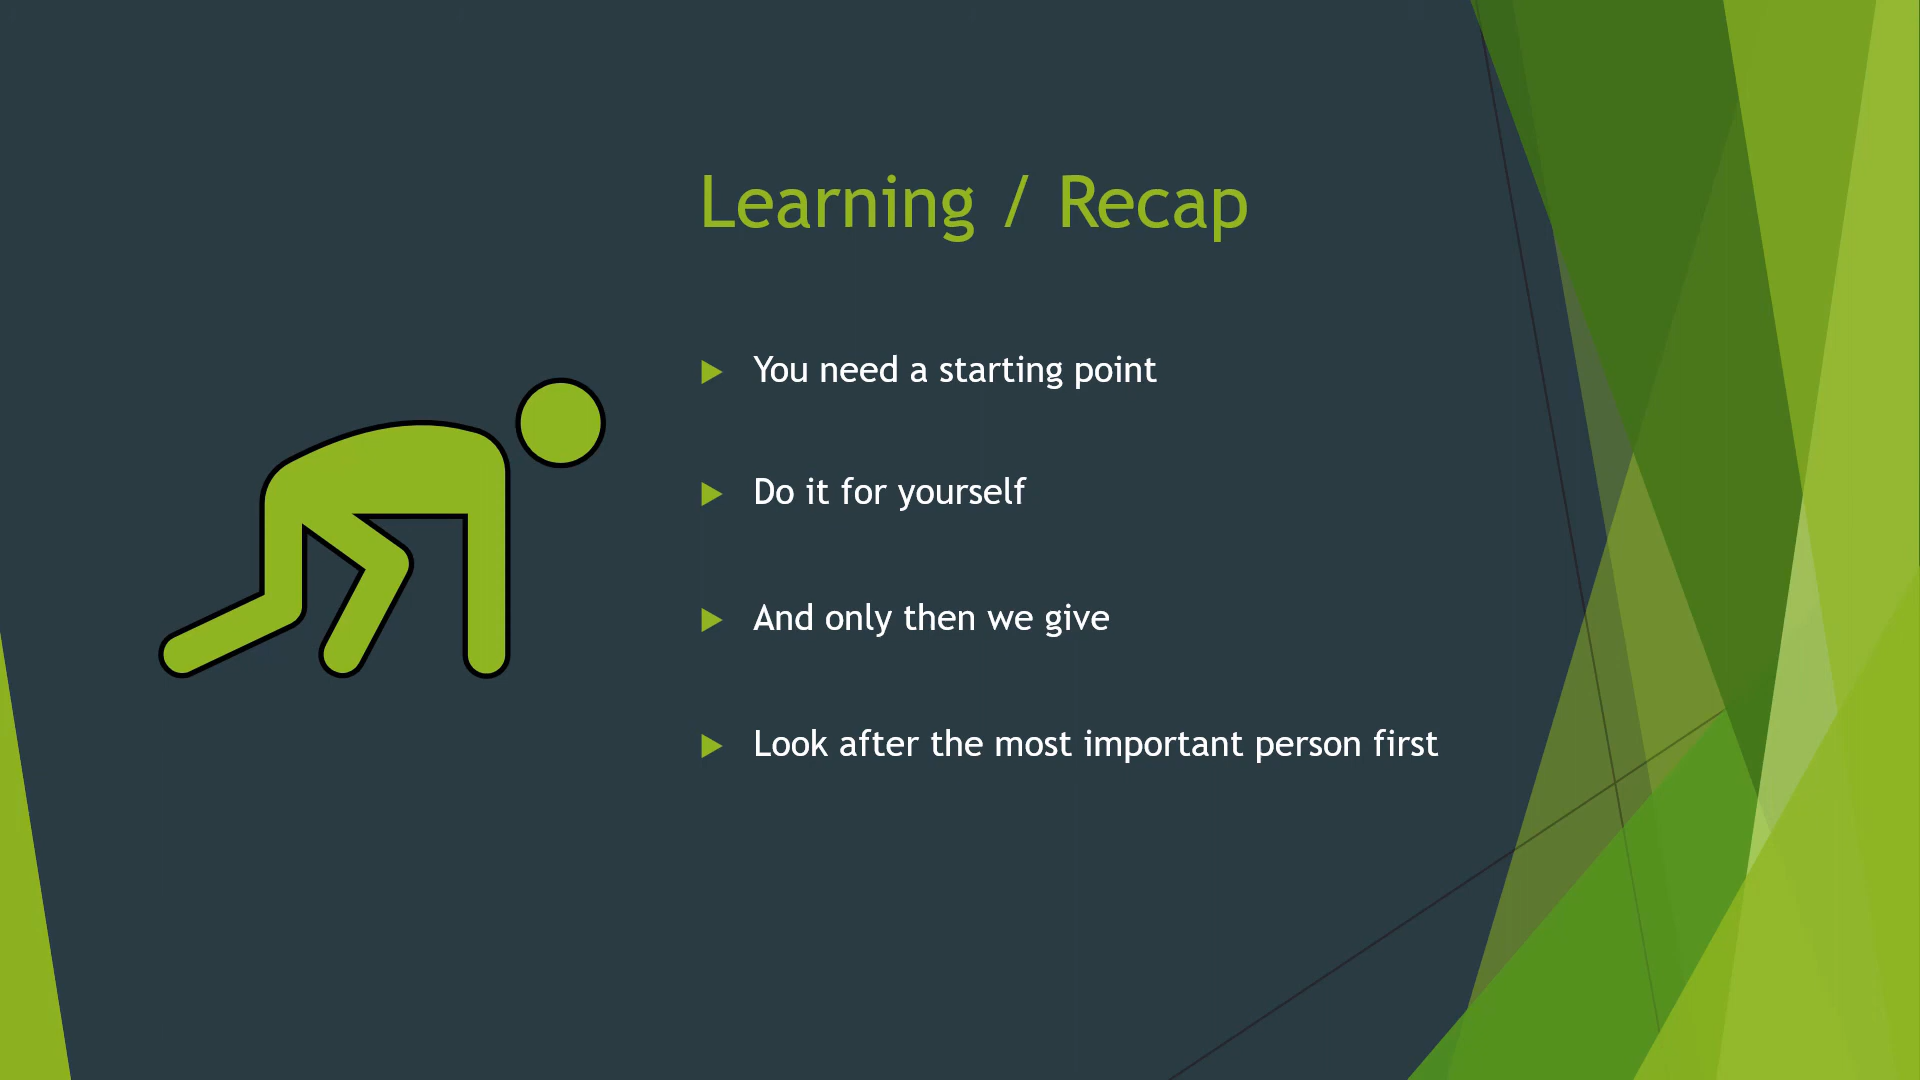 Learning / Recap
You need a starting point
Do it for yourself
And only then we give
Look after the most important person first